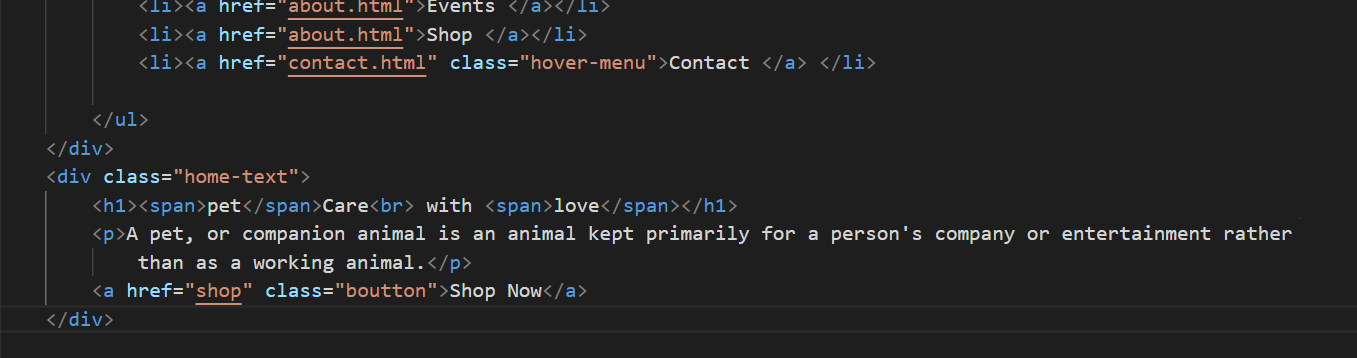 <li><a href="about.html">Events </a></li>
<li><a href="about.html">Shop </a></li>
<li><a href="contact.html" class="hover-menu">Contact </a> </li>
</ul>
</div>
<div class="home-text">
<h1><span>pet</span>Care<br> with <span>love</span></h1>
<p>A pet, or companion animal is an animal kept primarily for a person's company or entertainment rather
than as a working animal.</p>
<a href="shop" class="boutton">Shop Now</a>
</div>